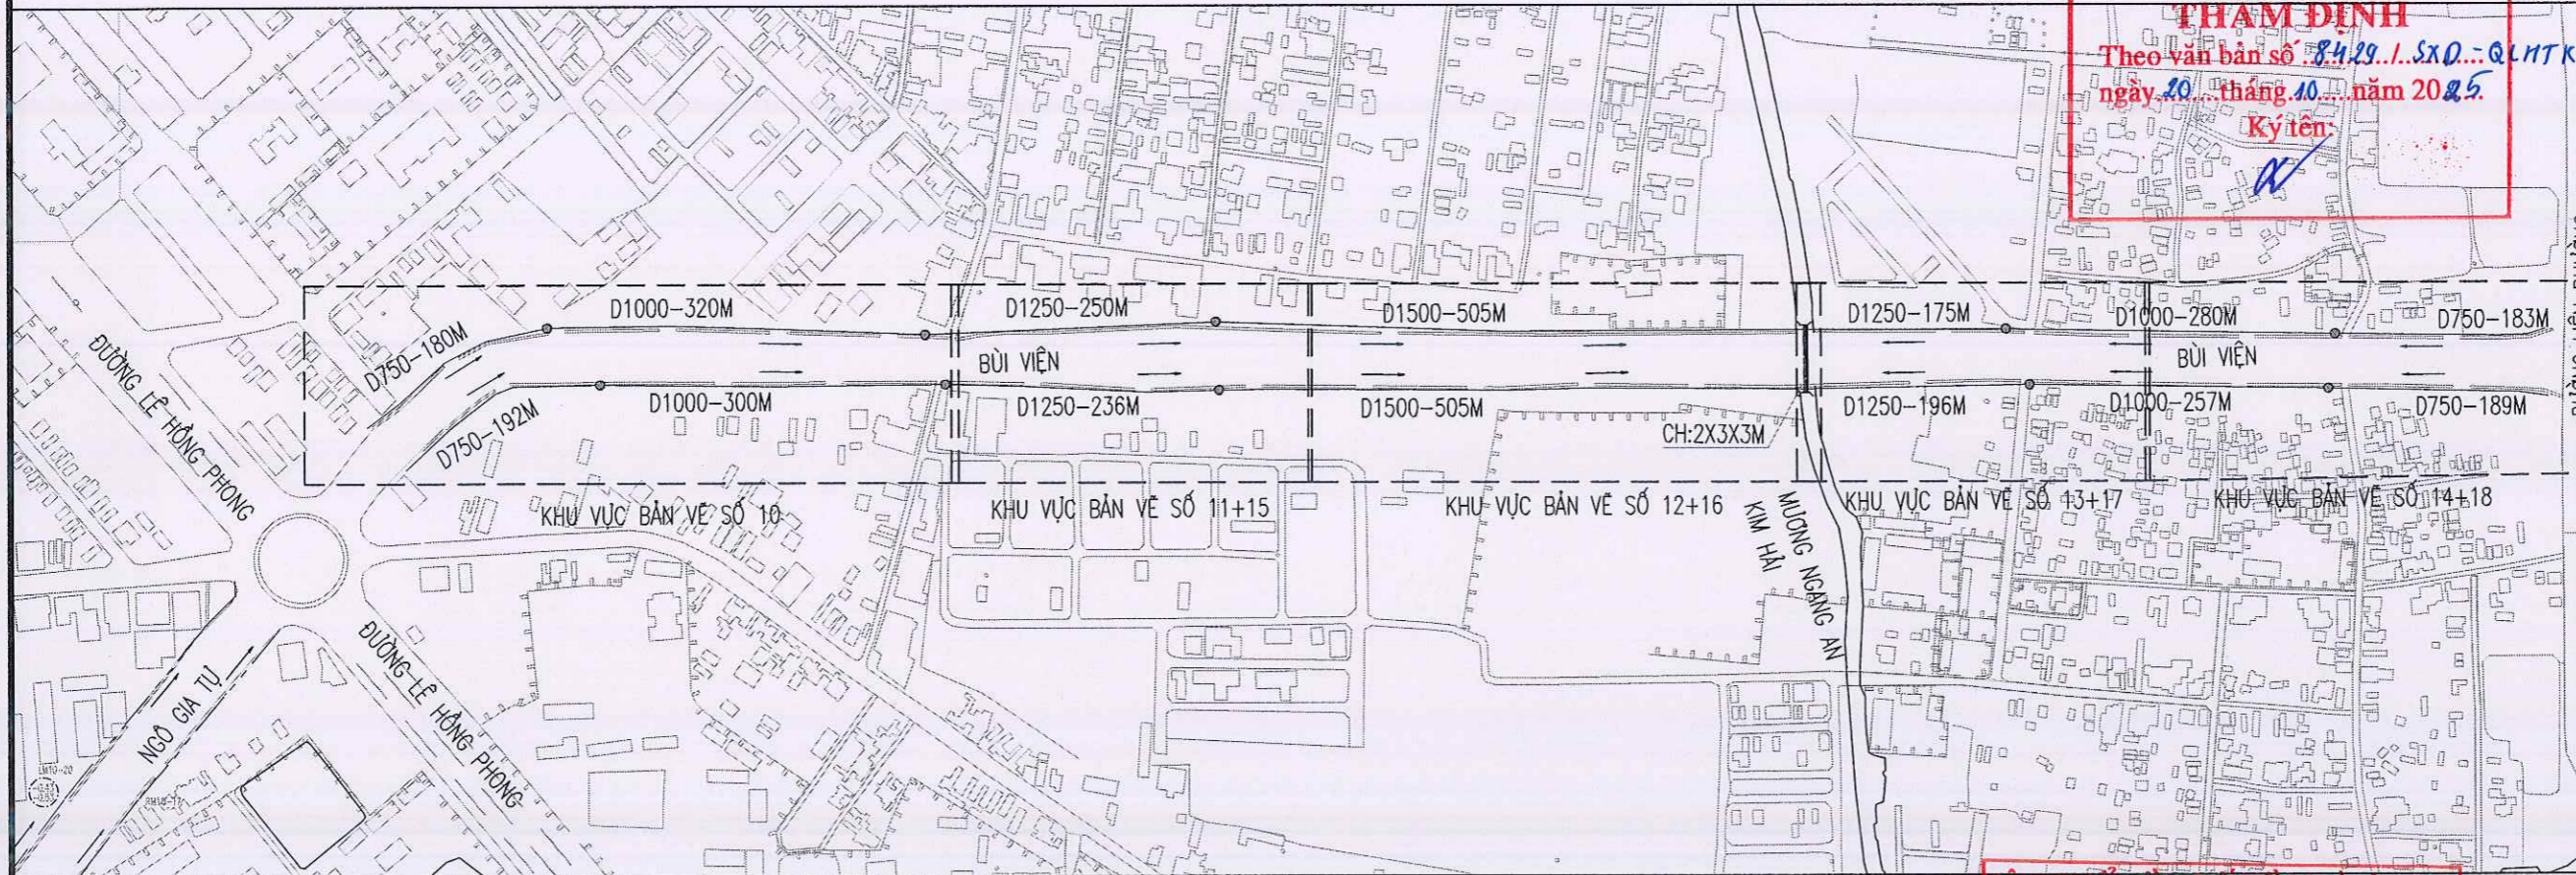 THẨM ĐỊNH
Theo văn bản số 8429/SXD-QLHTK
ngày 20 tháng 10 năm 2025
Ký tên:
D1000-320M
D1250-250M
D1500-505M
D1250-175M
D1000-280M
D750-183M
D750-180M
BÙI VIỆN
BÙI VIỆN
D750-192M
D1000-300M
D1250-236M
D1500-505M
D1250-196M
D1000-257M
D750-189M
CH:2X3X3M
ĐƯỜNG LÊ HỒNG PHONG
KHU VỰC BẢN VẼ SỐ 10
KHU VỰC BẢN VẼ SỐ 11+15
KHU VỰC BẢN VẼ SỐ 12+16
KHU VỰC BẢN VẼ SỐ 13+17
KHU VỰC BẢN VẼ SỐ 14+18
MƯƠNG NGANG AN
KIM HẢI
ĐƯỜNG LÊ HỒNG PHONG
NGÔ GIA TỰ
LM10-20